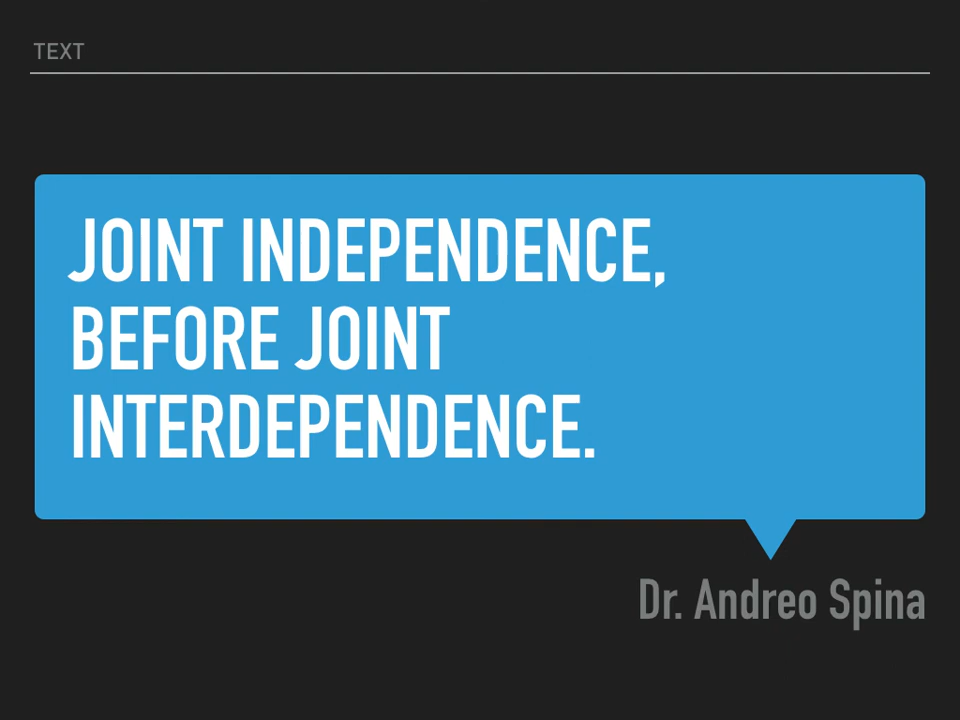 TEXT
JOINT INDEPENDENCE,
BEFORE JOINT
INTERDEPENDENCE.
Dr. Andreo Spina